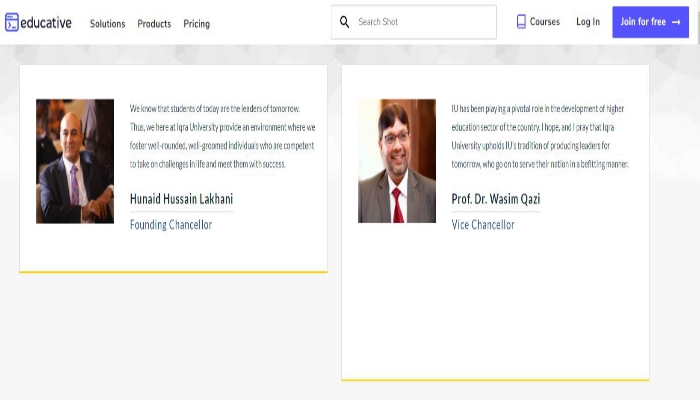 educative Solutions Products Pricing Search Shot Courses Log In Join for free →
We know that students of today are the leaders of tomorrow.
Thus, we here at Iqra University provide an environment where we
foster well-rounded, well-groomed individuals who are competent
to take on challenges in life and meet them with success.
Hunaid Hussain Lakhani
Founding Chancellor
IU has been playing a pivotal role in the development of higher
education sector of the country. I hope, and I pray that Iqra
University upholds IU's tradition of producing leaders for
tomorrow, who go on to serve their nation in a befitting manner.
Prof. Dr. Wasim Qazi
Vice Chancellor